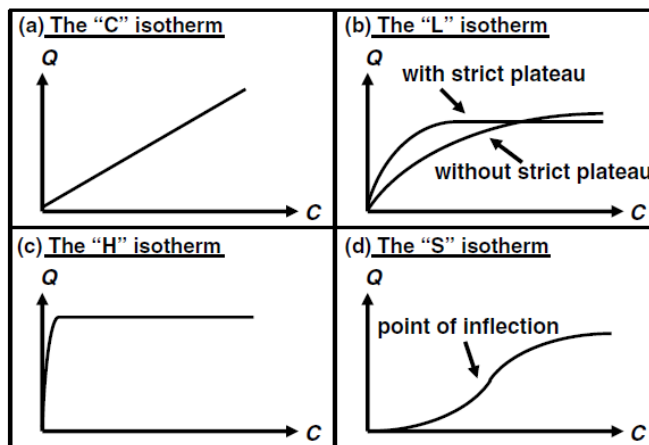 (a) The “C” isotherm
Q
C
(b) The “L” isotherm
Q
with strict plateau
without strict plateau
C
(c) The “H” isotherm
Q
C
(d) The “S” isotherm
Q
point of inflection
C